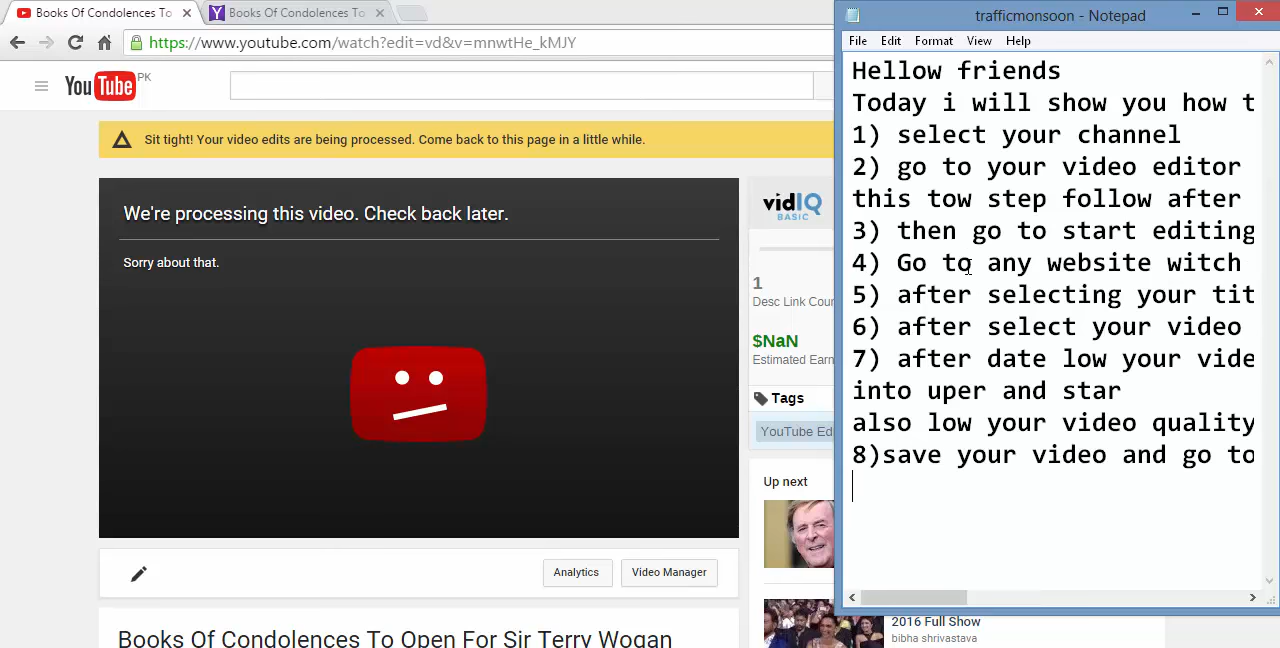 Books Of Condolences To
Books Of Condolences To
https://www.youtube.com/watch?edit=vd&v=mnwtHe_kMJY
YouTube PK
Sit tight! Your video edits are being processed. Come back to this page in a little while.
We're processing this video. Check back later.
Sorry about that.
Analytics
Video Manager
Books Of Condolences To Open For Sir Terry Wogan
vidIQ
BASIC
1
Desc Link Coun
$NaN
Estimated Earn
Tags
YouTube Ed
Up next
2016 Full Show
bibha shrivastava
trafficmonsoon - Notepad
File Edit Format View Help
Hellow friends
Today i will show you how t
1) select your channel
2) go to your video editor
this tow step follow after
3) then go to start editing
4) Go to any website witch
5) after selecting your tit
6) after select your video
7) after date low your vide
into uper and star
also low your video quality
8)save your video and go to